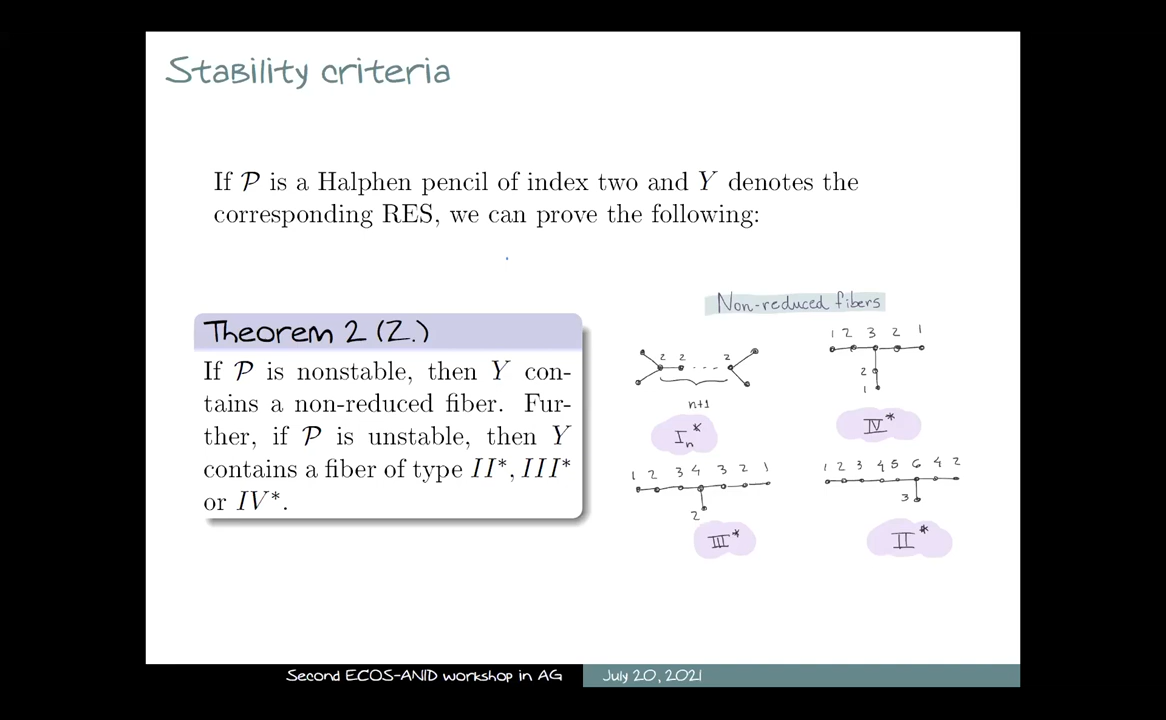 Stability criteria
If P is a Halphen pencil of index two and Y denotes the
corresponding RES, we can prove the following:
Theorem 2 (Z.)
If P is nonstable, then Y con-
tains a non-reduced fiber. Fur-
ther, if P is unstable, then Y
contains a fiber of type II*, III*
or IV*.
Non-reduced fibers
2 2 ... 2
n+1
Iₙ*
1 2 3 2 1
2
1
IV*
1 2 3 4 3 2 1
2
III*
1 2 3 4 5 6 4 2
3
II*
Second ECOS-ANID workshop in AG
July 20, 2021